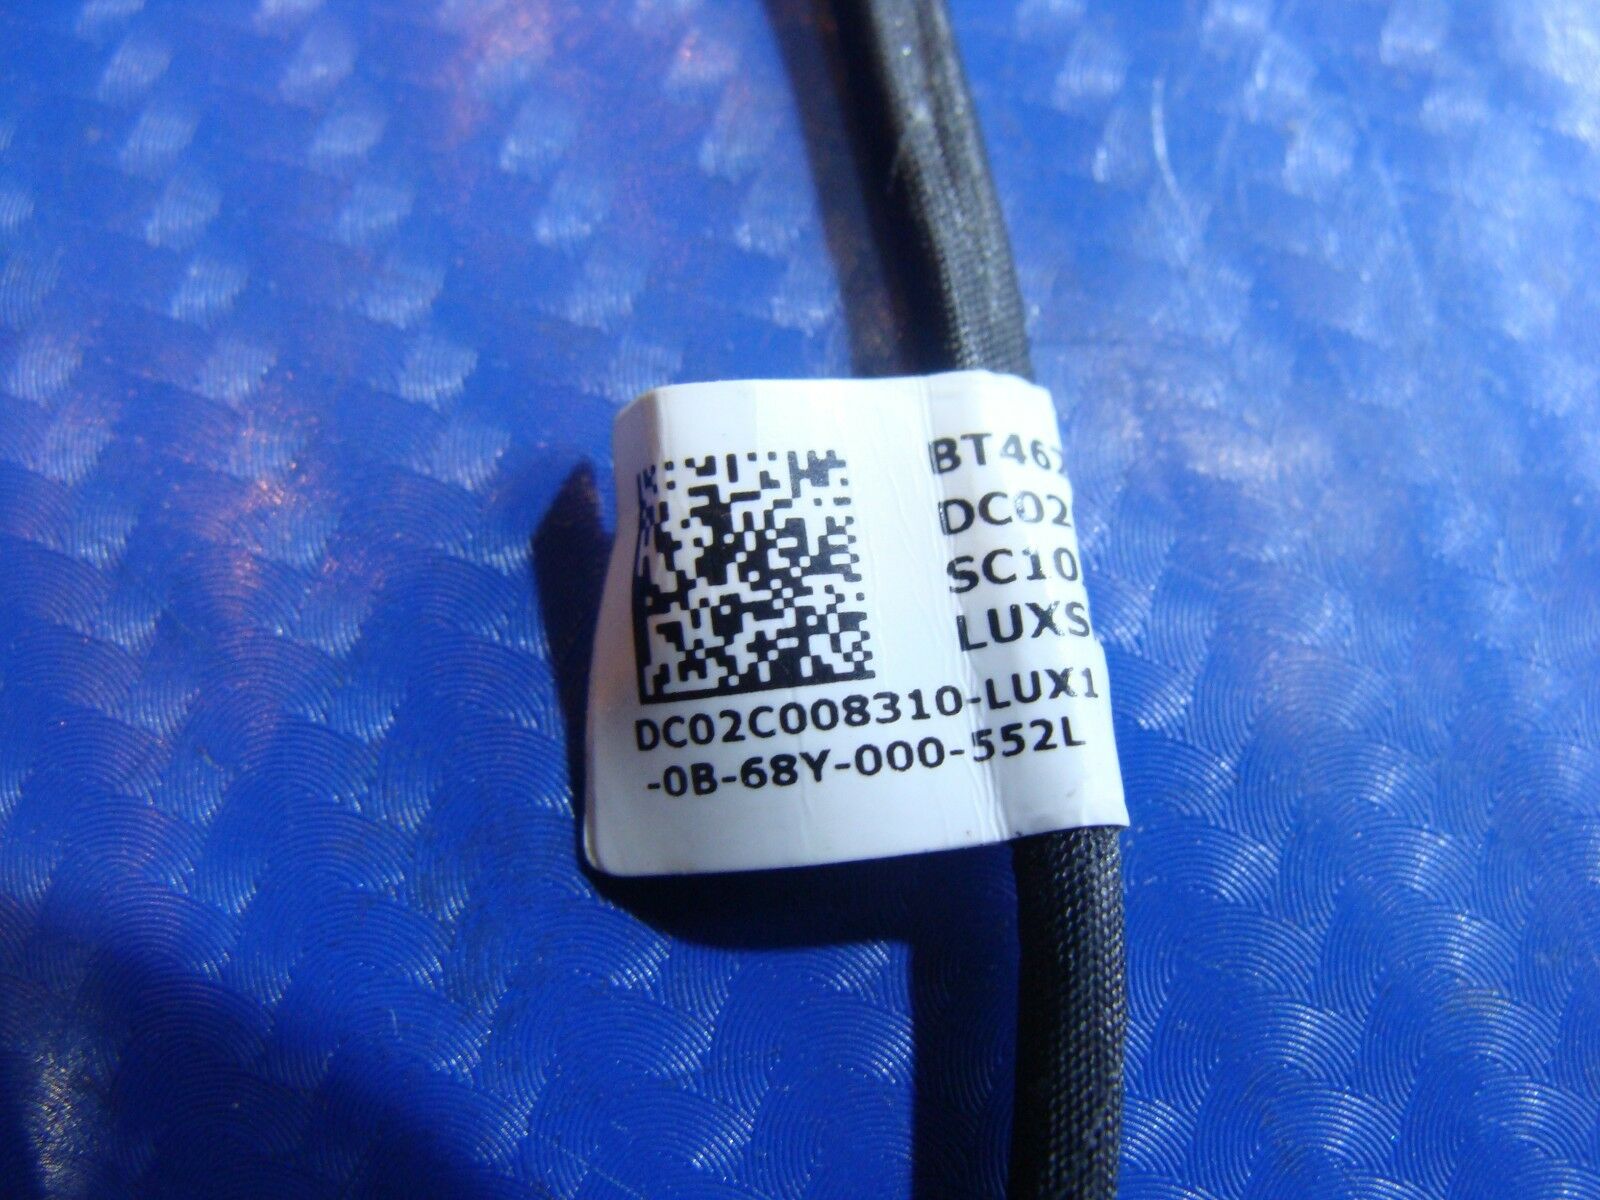 BT46
DC02
SC10
LUXS
DC02C008310-LUX1
-0B-68Y-000-552L